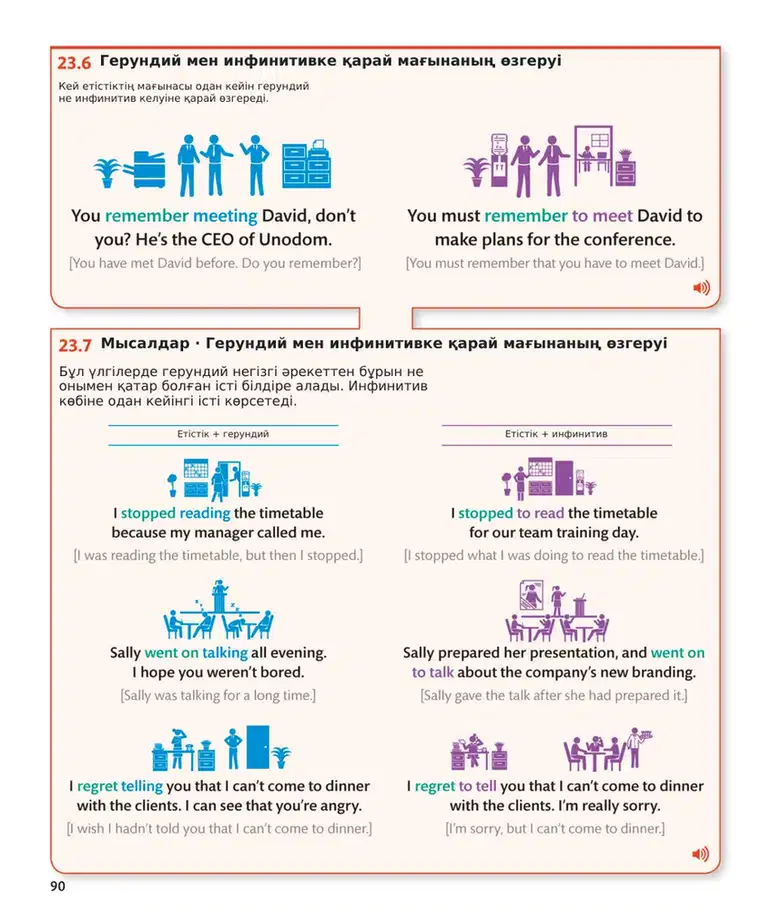 23.6 Герундий мен инфинитивке қарай мағынаның өзгеруі
Кей етістіктің мағынасы одан кейін герундий
не инфинитив келуіне қарай өзгереді.
You remember meeting David, don't
you? He's the CEO of Unodom.
[You have met David before. Do you remember?]
You must remember to meet David to
make plans for the conference.
[You must remember that you have to meet David.]
23.7 Мысалдар · Герундий мен инфинитивке қарай мағынаның өзгеруі
Бұл үлгілерде герундий негізгі әрекеттен бұрын не
онымен қатар болған істі білдіре алады. Инфинитив
көбіне одан кейінгі істі көрсетеді.
Етістік + герундий
Етістік + инфинитив
I stopped reading the timetable
because my manager called me.
[I was reading the timetable, but then I stopped.]
I stopped to read the timetable
for our team training day.
[I stopped what I was doing to read the timetable.]
z z z z
Sally went on talking all evening.
I hope you weren't bored.
[Sally was talking for a long time.]
Sally prepared her presentation, and went on
to talk about the company's new branding.
[Sally gave the talk after she had prepared it.]
I regret telling you that I can't come to dinner
with the clients. I can see that you're angry.
[I wish I hadn't told you that I can't come to dinner.]
I regret to tell you that I can't come to dinner
with the clients. I'm really sorry.
[I'm sorry, but I can't come to dinner.]
90